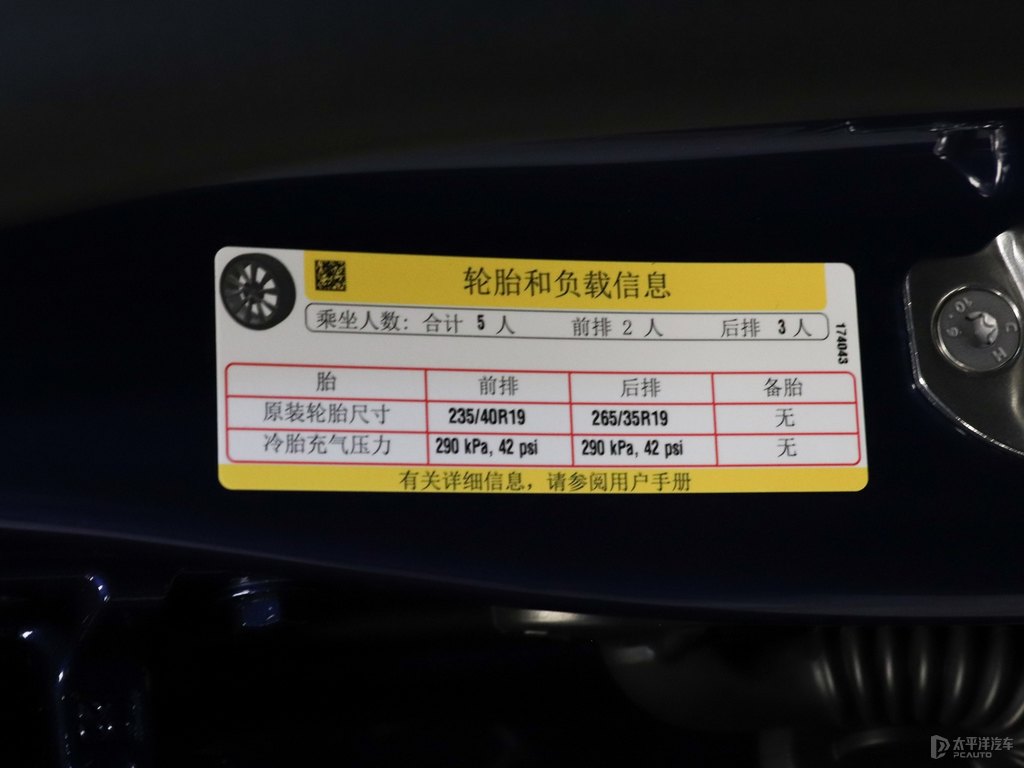 轮胎和负载信息
乘坐人数: 合计 5 人 前排 2 人 后排 3 人
174043
胎 前排 后排 备胎
原装轮胎尺寸 235/40R19 265/35R19 无
冷胎充气压力 290 kPa, 42 psi 290 kPa, 42 psi 无
有关详细信息，请参阅用户手册
10 9 C H
太平洋汽车
PCAUTO